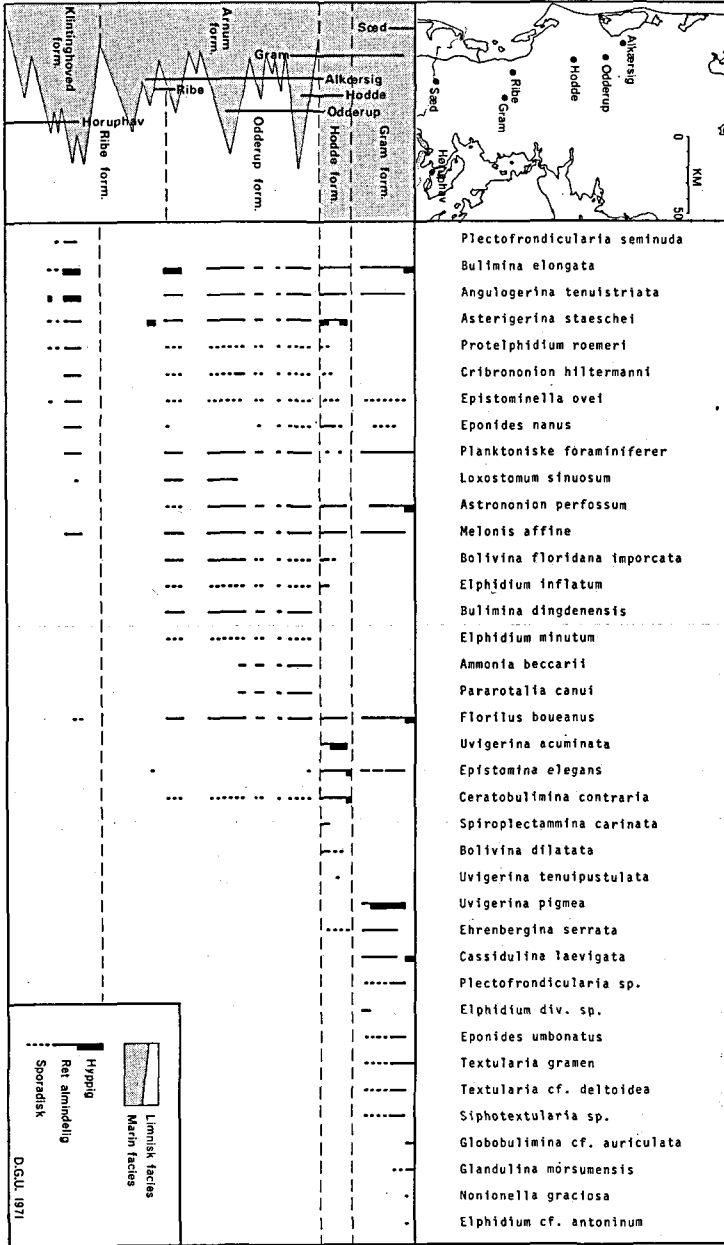 Klintinghoved
form.
Arnum
form.
Sæd
Gram
Alkærsig
Hodde
Ribe
Odderup
Høruphav
Ribe form.
Odderup form.
Hodde form.
Gram form.
Alkærsig
Odderup
Hodde
Ribe
Gram
Sæd
Høruphav
0
KM
50
Plectofrondicularia seminuda
Bulimina elongata
Angulogerina tenuistriata
Asterigerina staeschei
Protelphidium roemeri
Cribrononion hiltermanni
Epistominella ovei
Eponides nanus
Planktoniske foraminiferer
Loxostomum sinuosum
Astrononion perfossum
Melonis affine
Bolivina floridana imporcata
Elphidium inflatum
Bulimina dingdenensis
Elphidium minutum
Ammonia beccarii
Pararotalia canui
Florilus boueanus
Uvigerina acuminata
Epistomina elegans
Ceratobulimina contraria
Spiroplectammina carinata
Bolivina dilatata
Uvigerina tenuipustulata
Uvigerina pigmea
Ehrenbergina serrata
Cassidulina laevigata
Plectofrondicularia sp.
Elphidium div. sp.
Eponides umbonatus
Textularia gramen
Textularia cf. deltoidea
Siphotextularia sp.
Globobulimina cf. auriculata
Glandulina mörsumensis
Nonionella graciosa
Elphidium cf. antoninum
Limnisk facies
Marin facies
Hyppig
Ret almindelig
Sporadisk
D.G.U. 1971